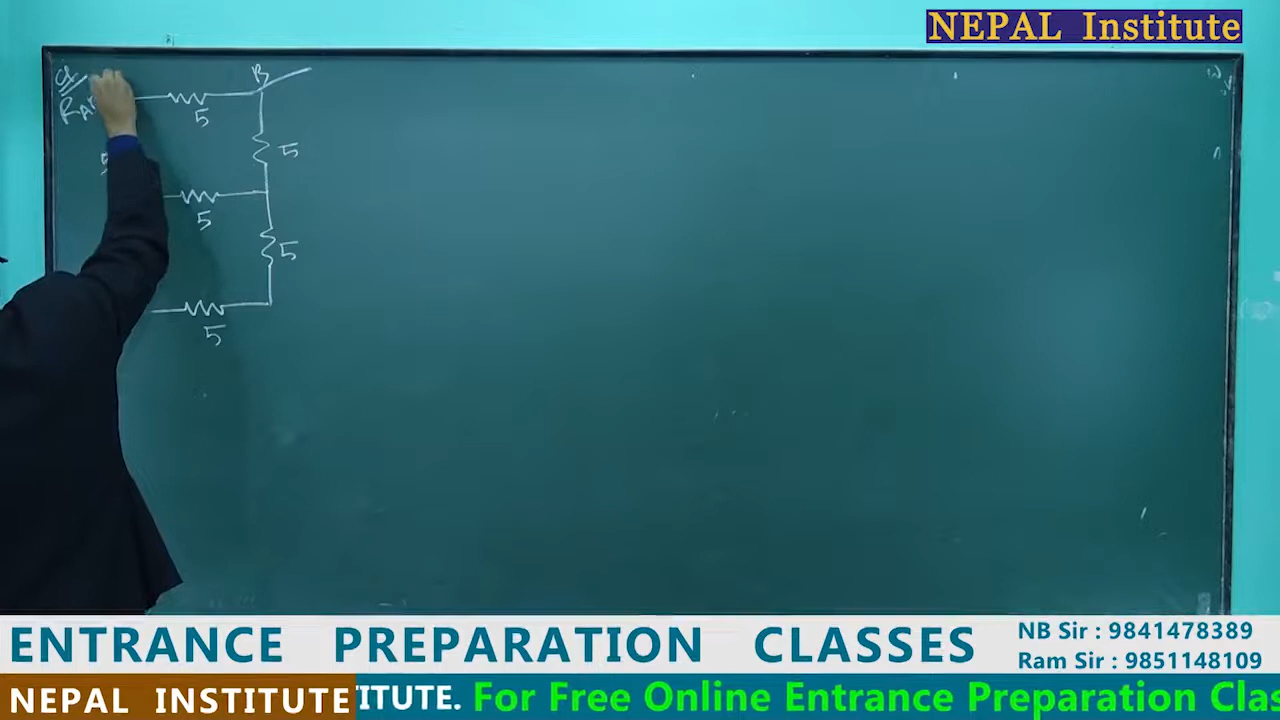 NEPAL Institute
B
5
5
5
5
5
ENTRANCE PREPARATION CLASSES
NB Sir : 9841478389
Ram Sir : 9851148109
NEPAL INSTITUTE
TITUTE. For Free Online Entrance Preparation Clas